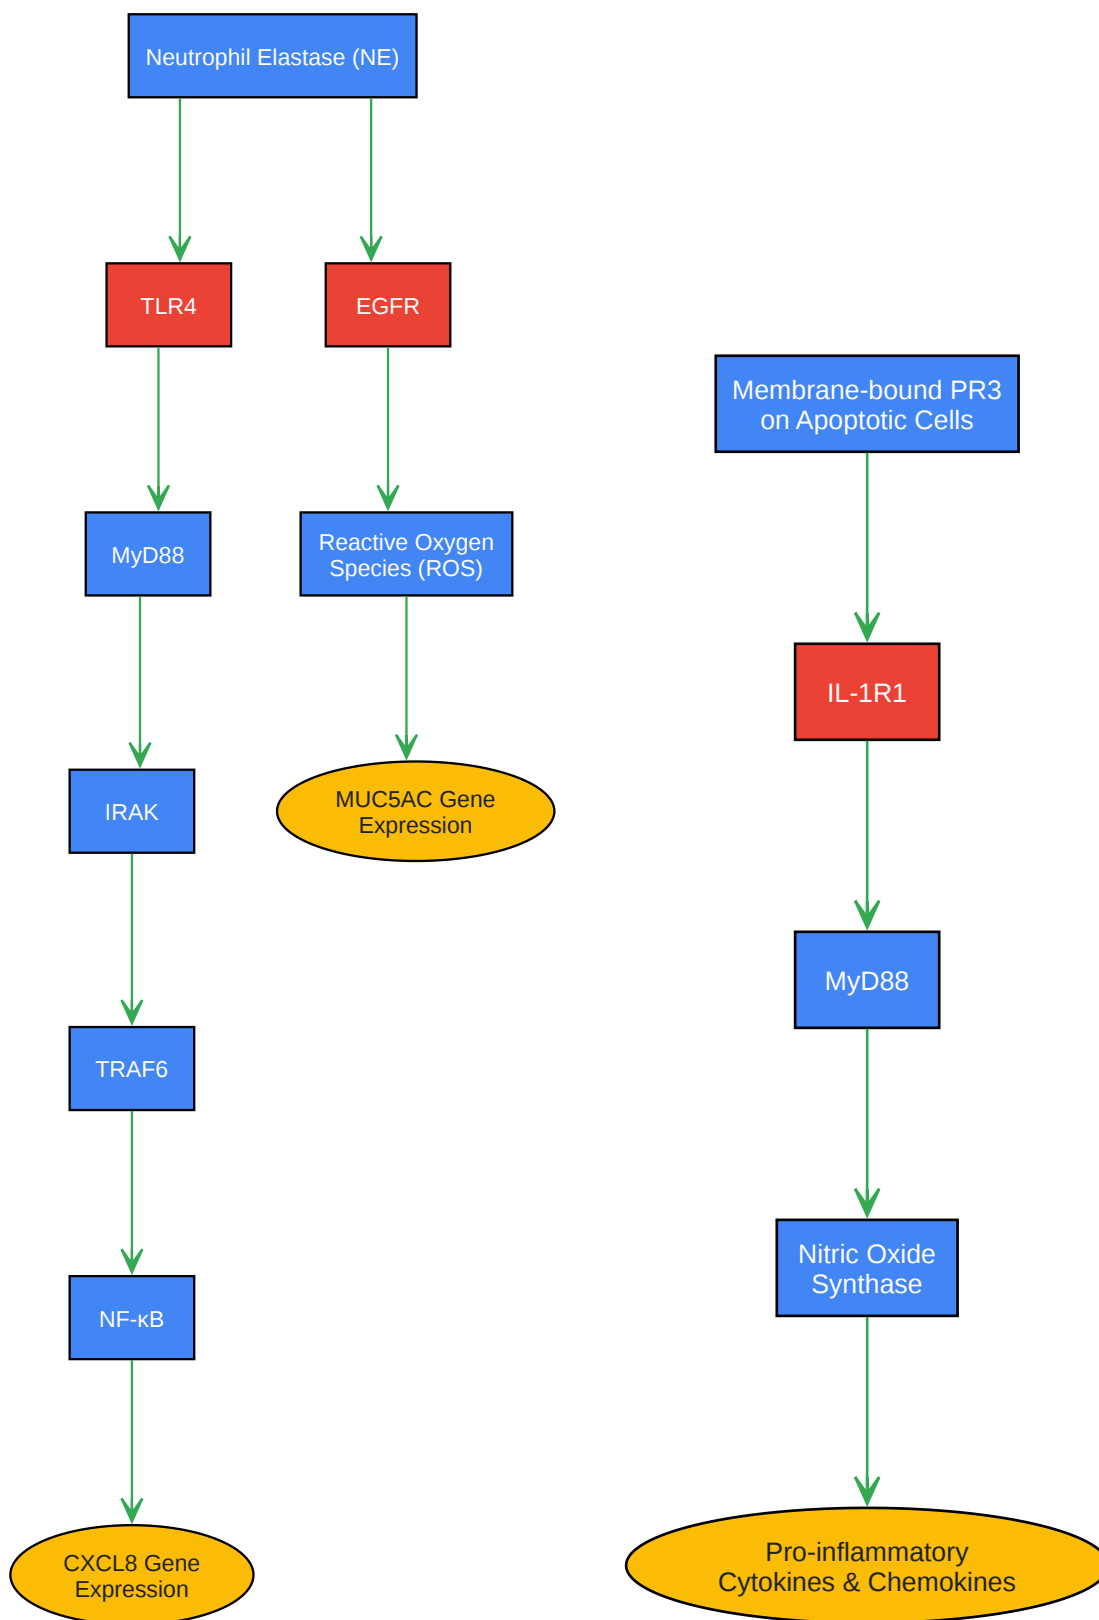 Neutrophil Elastase (NE)
TLR4
EGFR
MyD88
Reactive Oxygen
Species (ROS)
IRAK
MUC5AC Gene
Expression
TRAF6
NF-κB
CXCL8 Gene
Expression
Membrane-bound PR3
on Apoptotic Cells
IL-1R1
MyD88
Nitric Oxide
Synthase
Pro-inflammatory
Cytokines & Chemokines